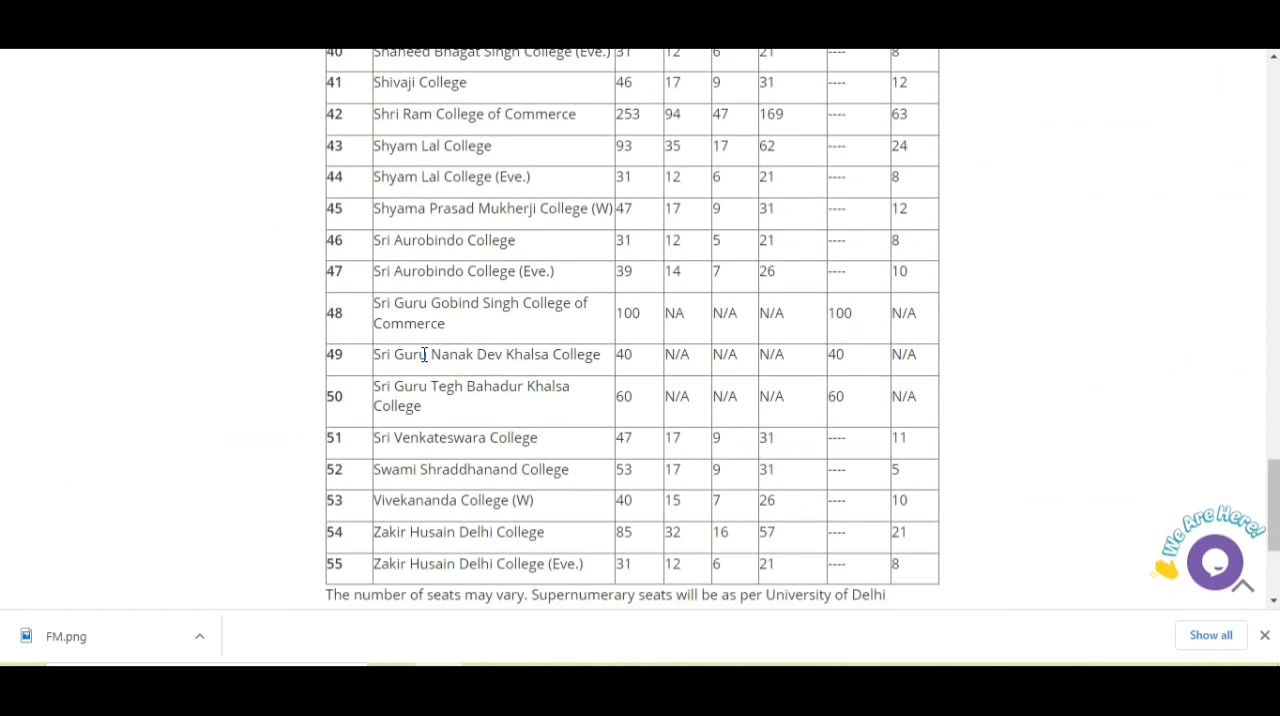 40 Shaheed Bhagat Singh College (Eve.) 31 12 6 21 ---- 8
41 Shivaji College 46 17 9 31 ---- 12
42 Shri Ram College of Commerce 253 94 47 169 ---- 63
43 Shyam Lal College 93 35 17 62 ---- 24
44 Shyam Lal College (Eve.) 31 12 6 21 ---- 8
45 Shyama Prasad Mukherji College (W) 47 17 9 31 ---- 12
46 Sri Aurobindo College 31 12 5 21 ---- 8
47 Sri Aurobindo College (Eve.) 39 14 7 26 ---- 10
48 Sri Guru Gobind Singh College of
Commerce 100 NA N/A N/A 100 N/A
49 Sri Guru Nanak Dev Khalsa College 40 N/A N/A N/A 40 N/A
50 Sri Guru Tegh Bahadur Khalsa
College 60 N/A N/A N/A 60 N/A
51 Sri Venkateswara College 47 17 9 31 ---- 11
52 Swami Shraddhanand College 53 17 9 31 ---- 5
53 Vivekananda College (W) 40 15 7 26 ---- 10
54 Zakir Husain Delhi College 85 32 16 57 ---- 21
55 Zakir Husain Delhi College (Eve.) 31 12 6 21 ---- 8
The number of seats may vary. Supernumerary seats will be as per University of Delhi
We Are Here!
FM.png
Show all